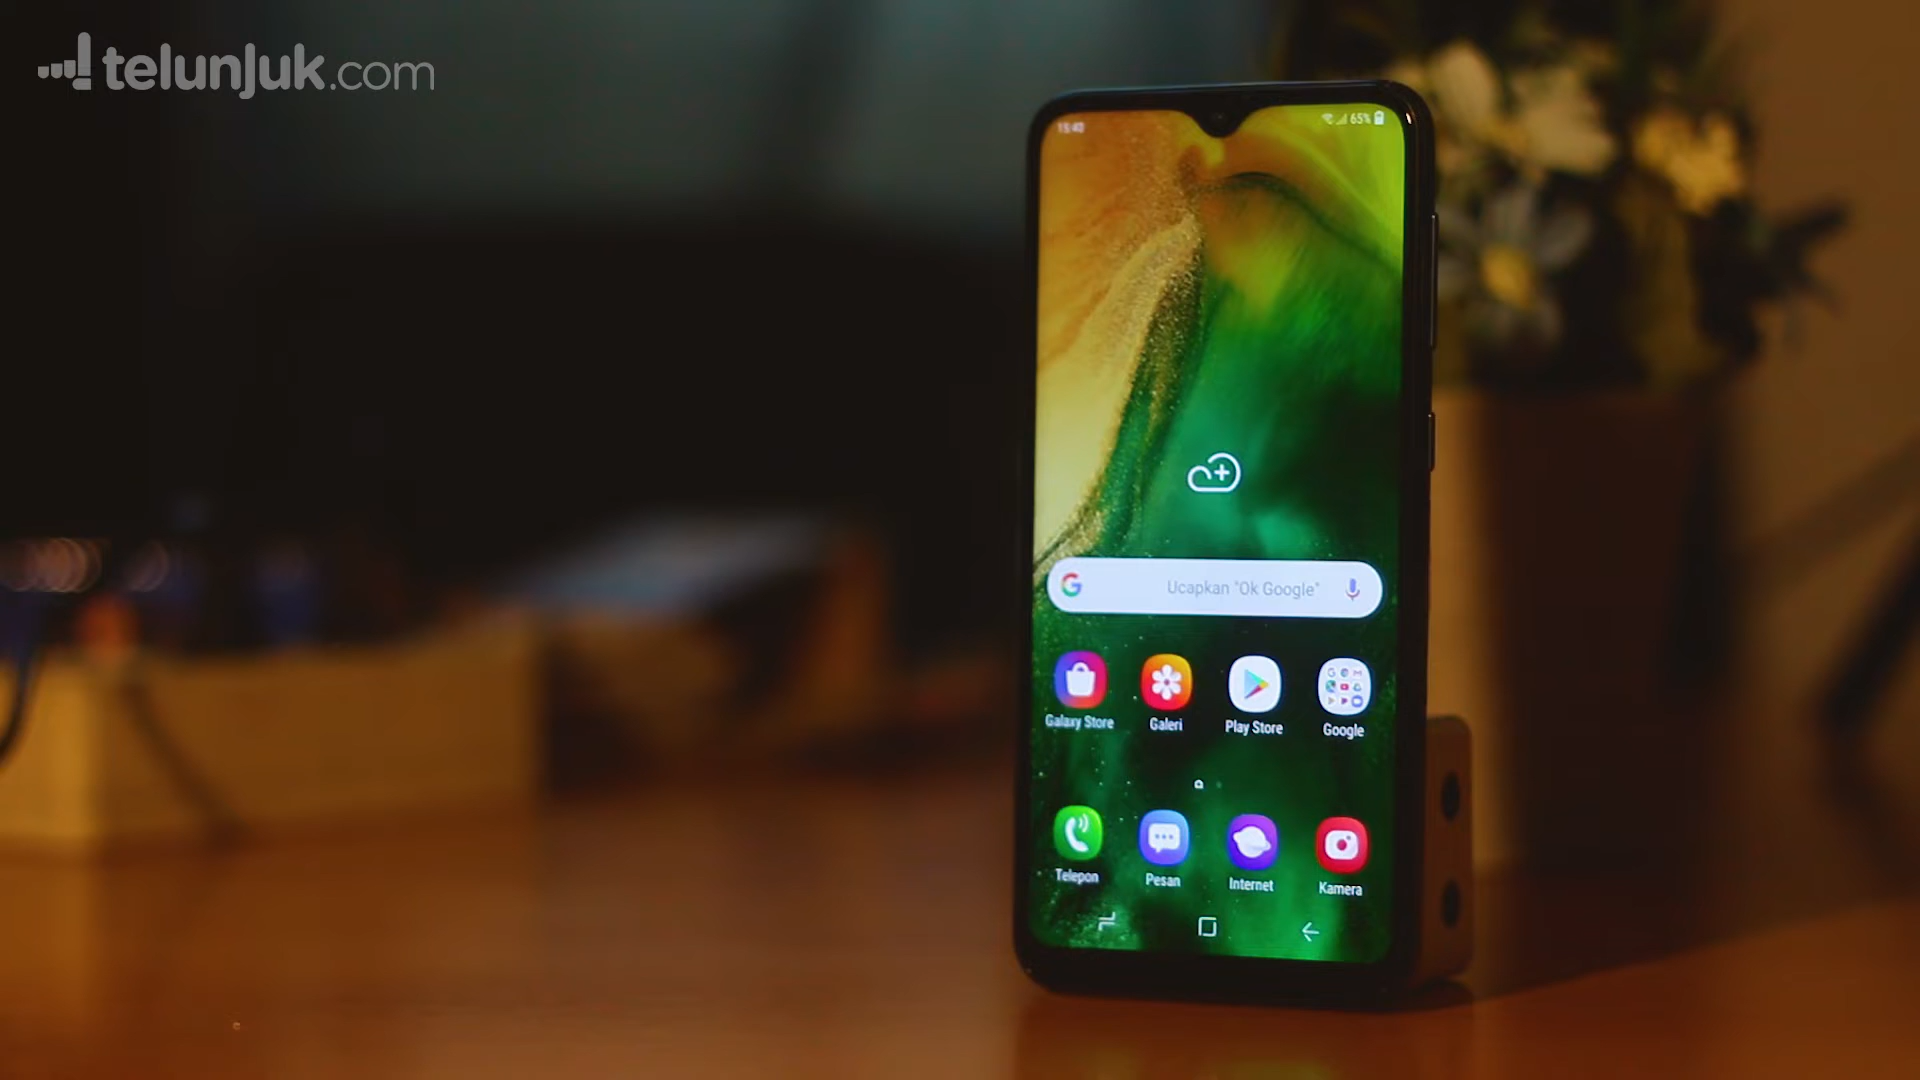 telunjuk.com
15:40
65%
Ucapkan "Ok Google"
Galaxy Store
Galeri
Play Store
Google
Telepon
Pesan
Internet
Kamera